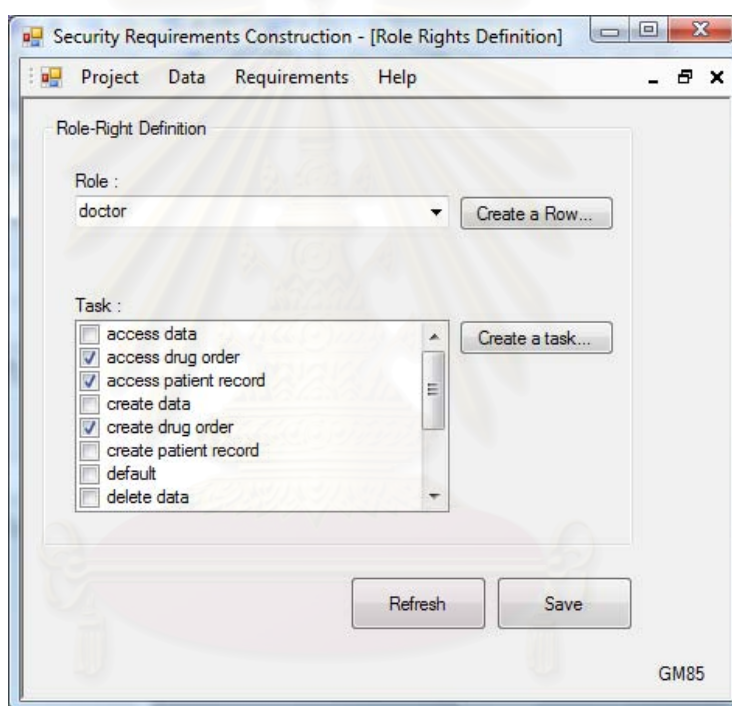 Security Requirements Construction - [Role Rights Definition]
Project Data Requirements Help
Role-Right Definition
Role :
doctor
Create a Row...
Task :
access data
Create a task...
access drug order
access patient record
create data
create drug order
create patient record
default
delete data
Refresh Save
GM85